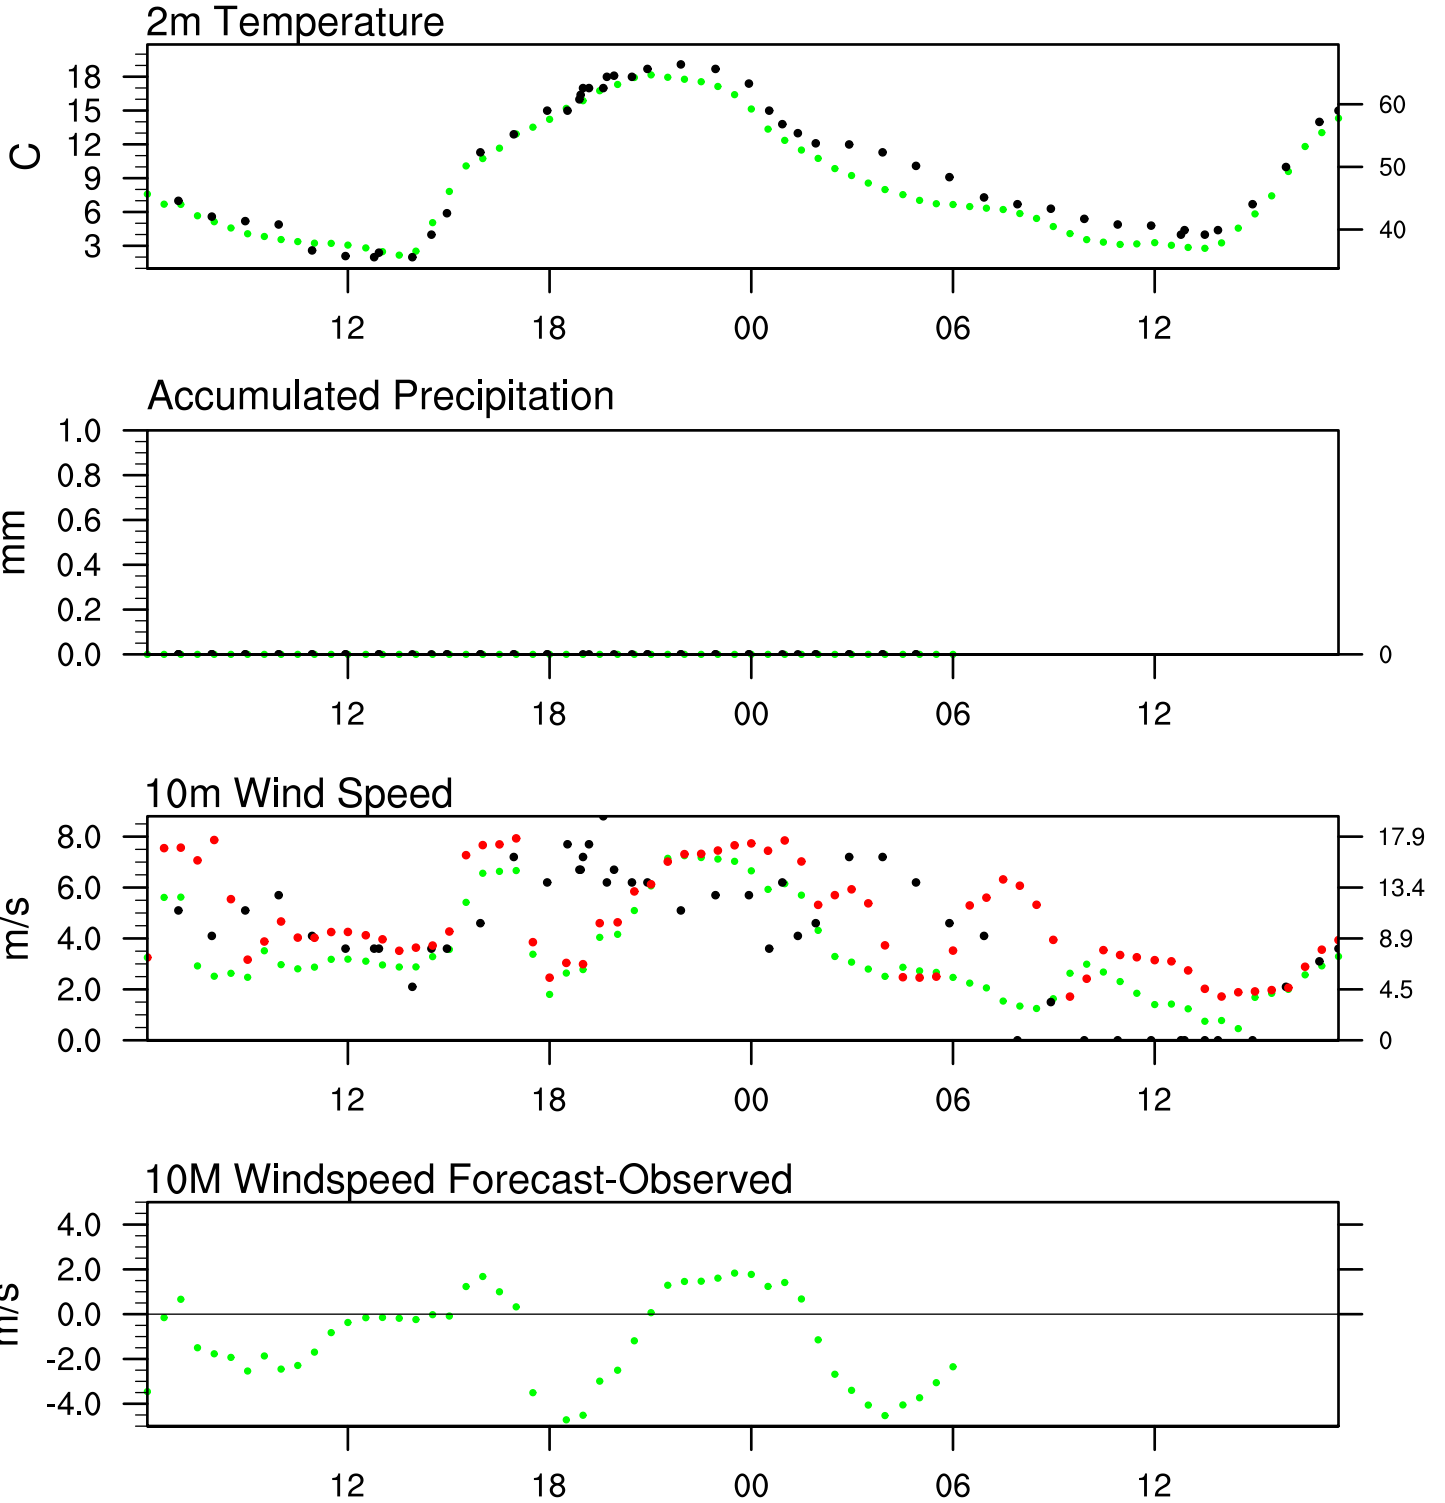 2m Temperature
18
15
12
9
6
3
C
60
50
40
12 18 00 06 12
Accumulated Precipitation
1.0
0.8
0.6
0.4
0.2
0.0
mm
0
12 18 00 06 12
10m Wind Speed
8.0
6.0
4.0
2.0
0.0
m/s
17.9
13.4
8.9
4.5
0
12 18 00 06 12
10M Windspeed Forecast-Observed
4.0
2.0
0.0
-2.0
-4.0
m/s
12 18 00 06 12